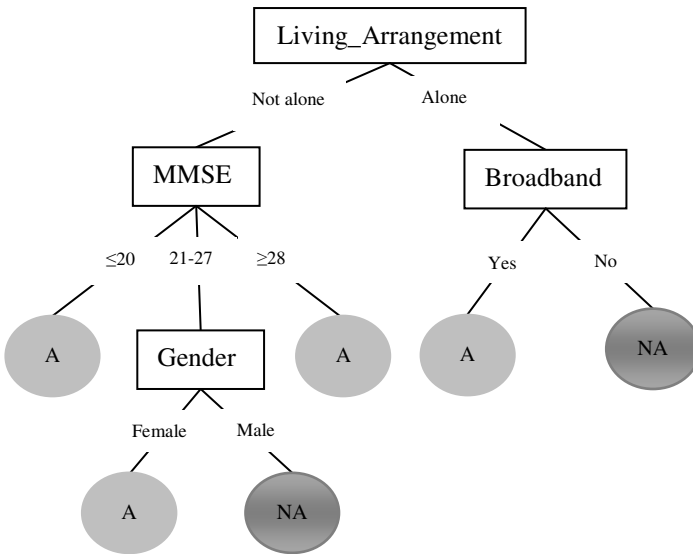 Living_Arrangement
Not alone
Alone
MMSE
Broadband
≤20
21-27
≥28
Yes
No
A
Gender
A
A
NA
Female
Male
A
NA